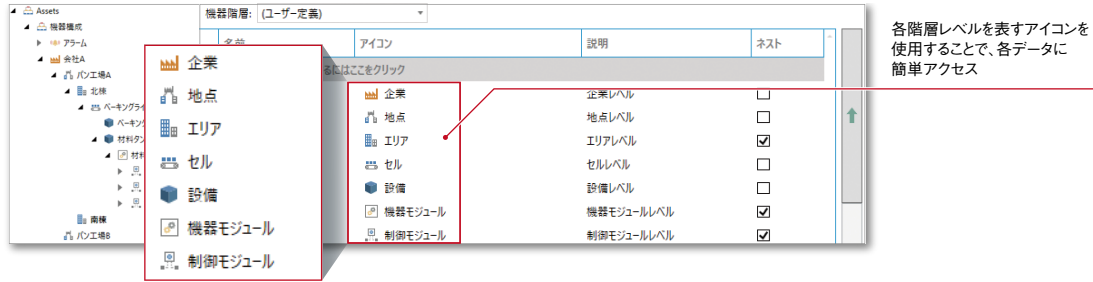 Assets
機器構成
アラーム
会社A
パン工場A
北棟
ベーキングライ
ベーキン
材料タン
材料
南棟
パン工場B
機器階層: (ユーザー定義)
名前 アイコン 説明 ネスト
るにはここをクリック
企業 企業レベル
地点 地点レベル
エリア エリアレベル
セル セルレベル
設備 設備レベル
機器モジュール 機器モジュールレベル
制御モジュール 制御モジュールレベル
企業
地点
エリア
セル
設備
機器モジュール
制御モジュール
各階層レベルを表すアイコンを
使用することで、各データに
簡単アクセス